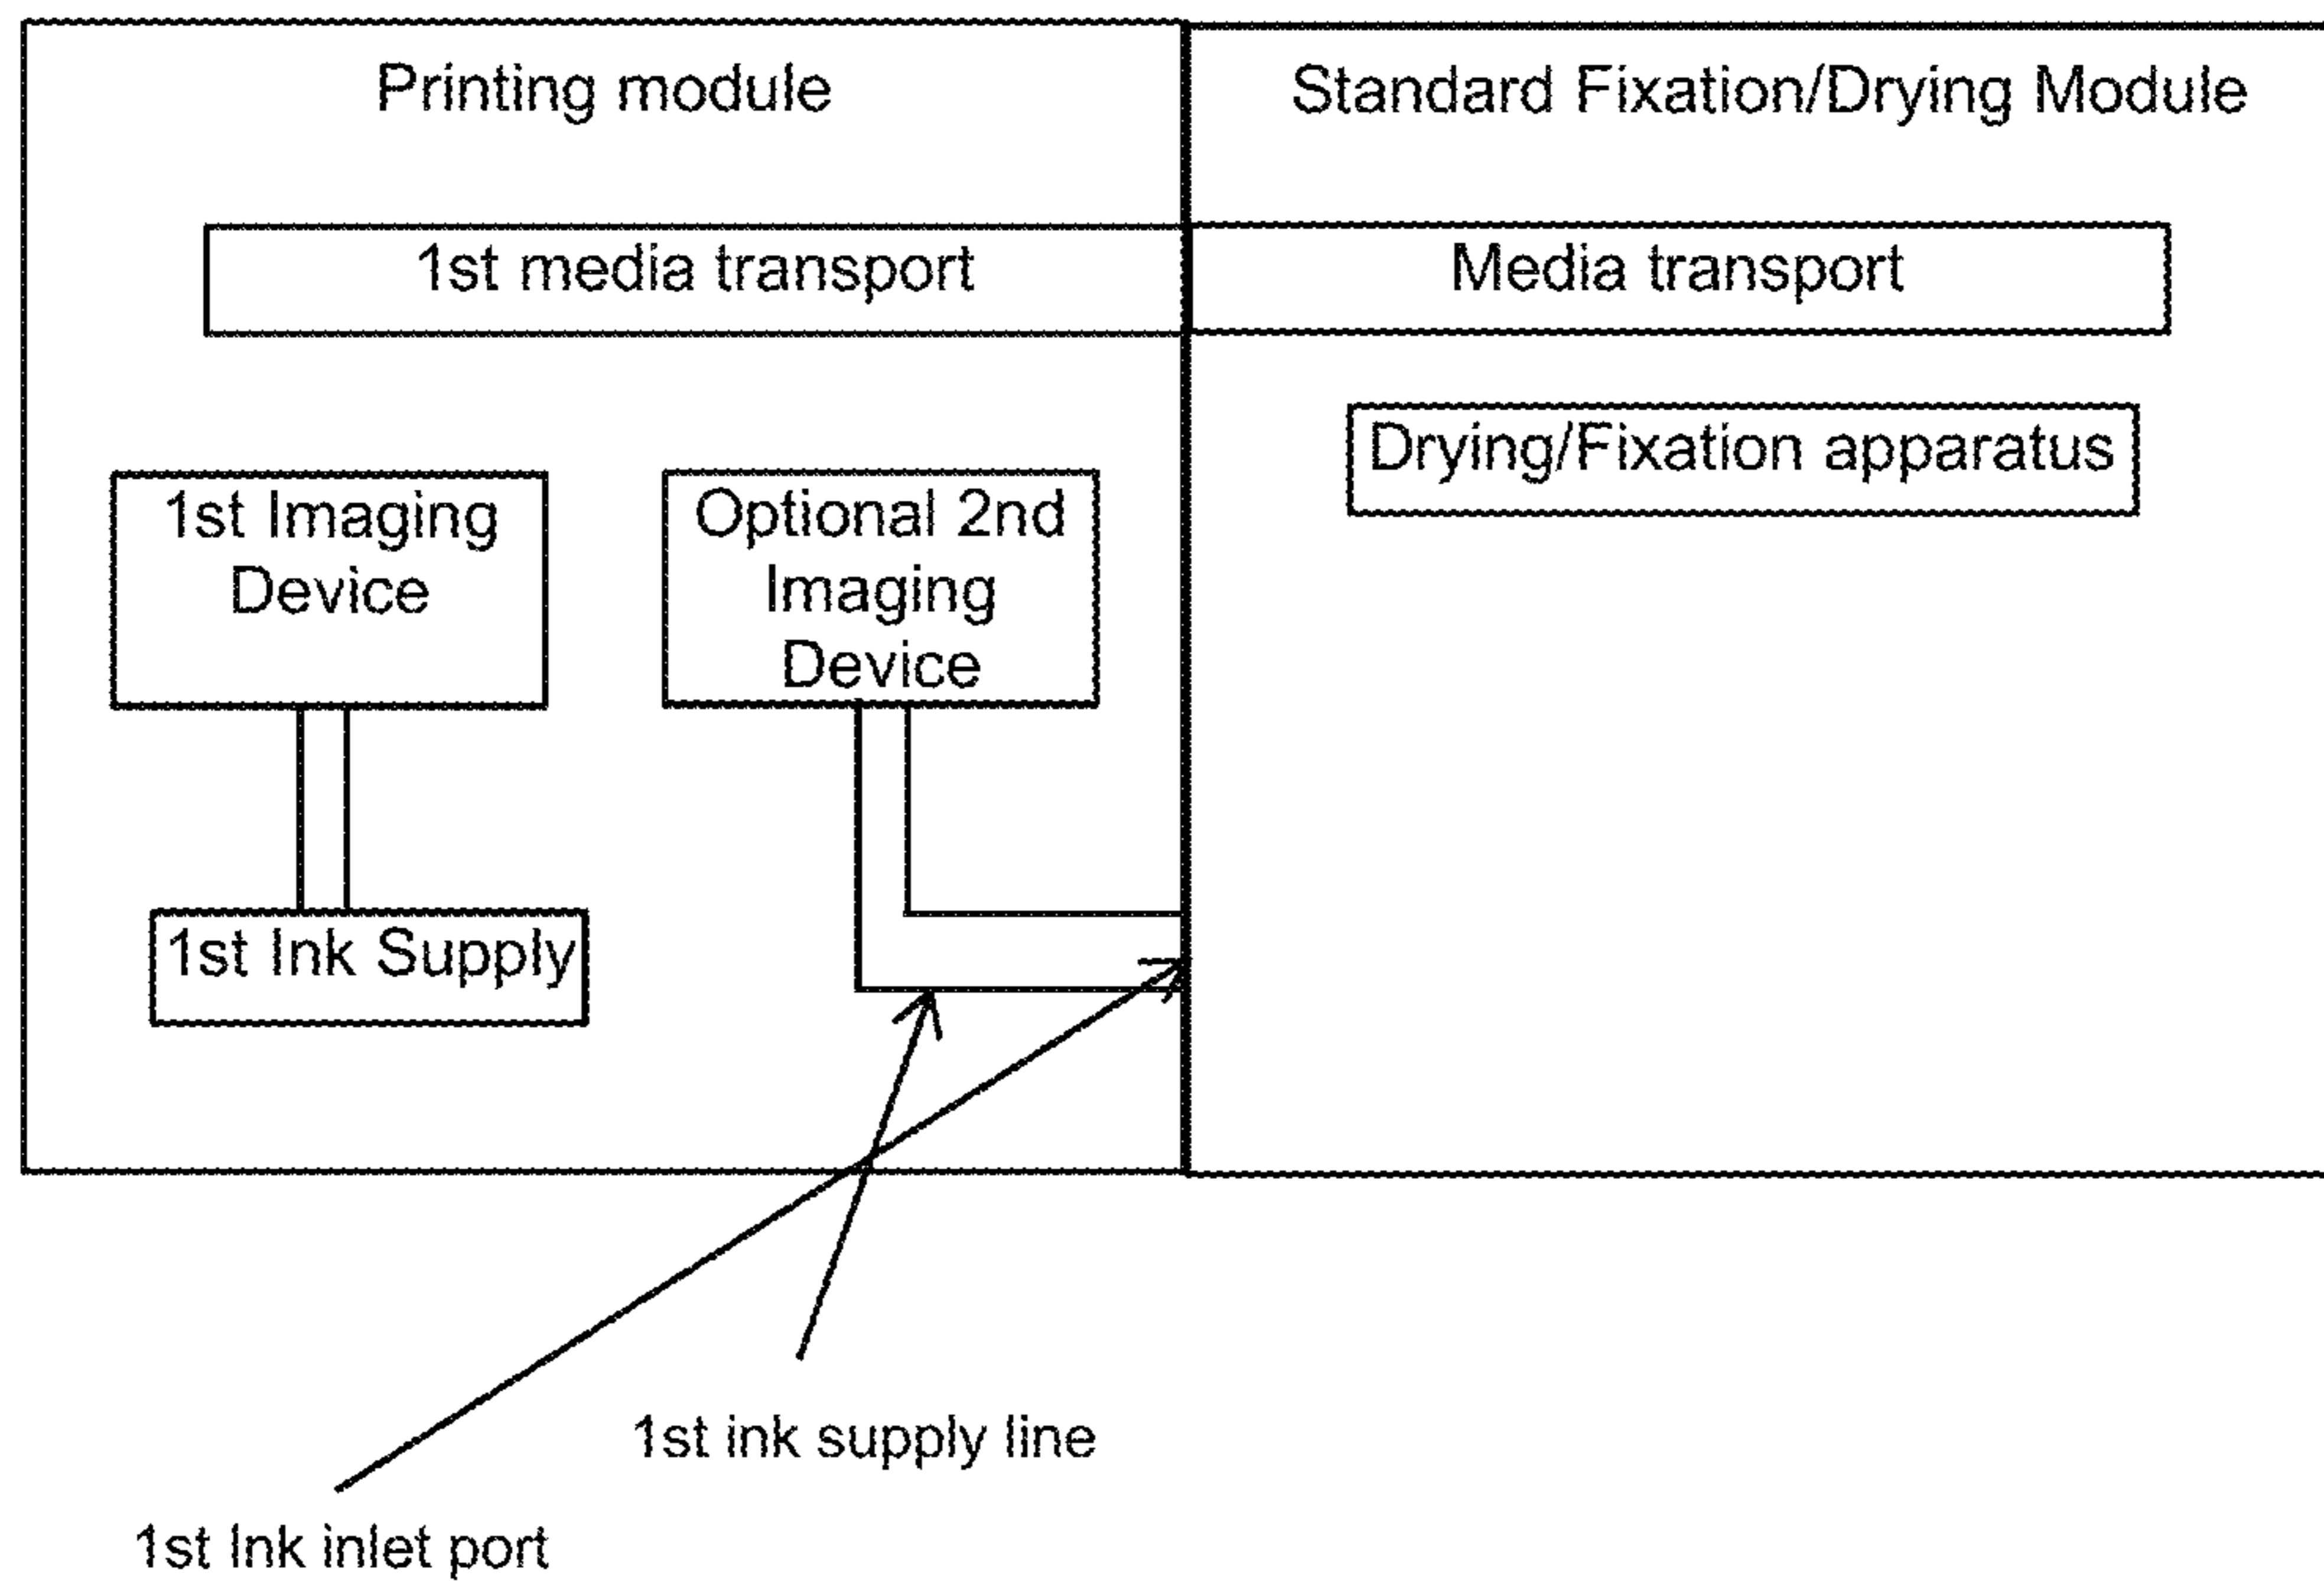 Printing module
Standard Fixation/Drying Module
1st media transport
Media transport
Drying/Fixation apparatus
1st Imaging
Device
Optional 2nd
Imaging
Device
1st Ink Supply
1st ink supply line
1st Ink inlet port